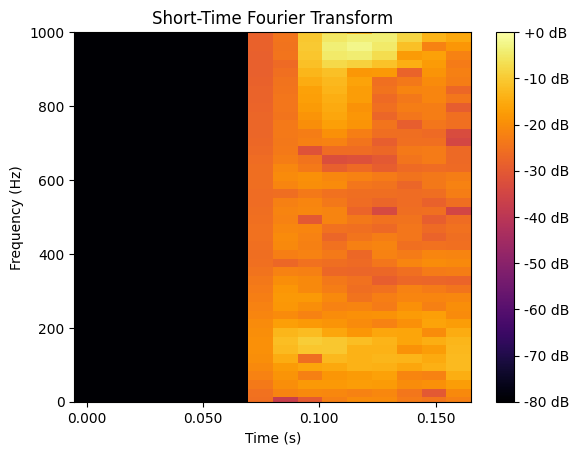 Short-Time Fourier Transform
1000
800
600
400
200
0
Frequency (Hz)
0.000
0.050
0.100
0.150
Time (s)
+0 dB
-10 dB
-20 dB
-30 dB
-40 dB
-50 dB
-60 dB
-70 dB
-80 dB